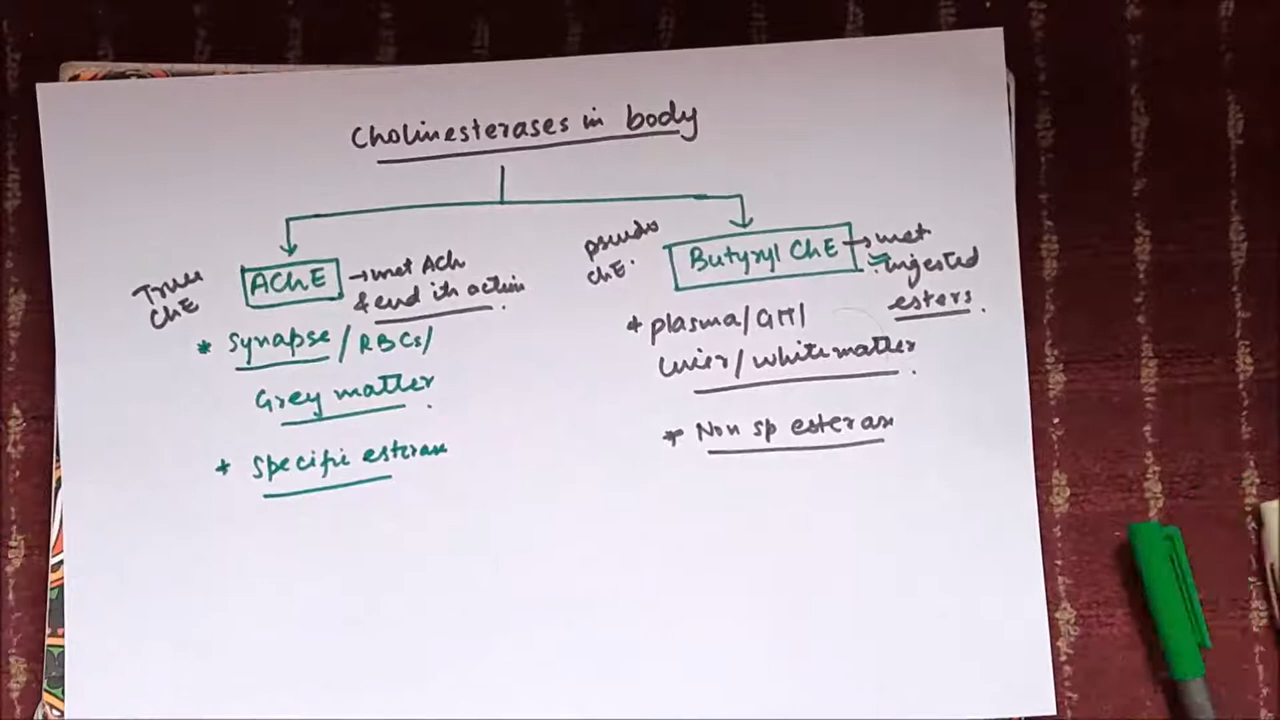 Cholinesterases in body
True
ChE
AChE
→ met Ach
& end its action.
* Synapse / RBCs/
Grey matter.
* Specific esterase
pseudo
ChE.
Butyryl ChE
→ met
ingested
esters.
* plasma/GIT/
Liver/white matter.
* Non sp esterase